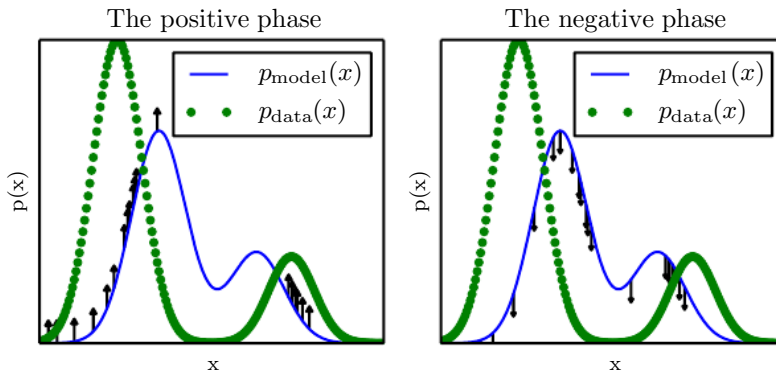 The positive phase
p_model(x)
p_data(x)
p(x)
x
The negative phase
p_model(x)
p_data(x)
p(x)
x